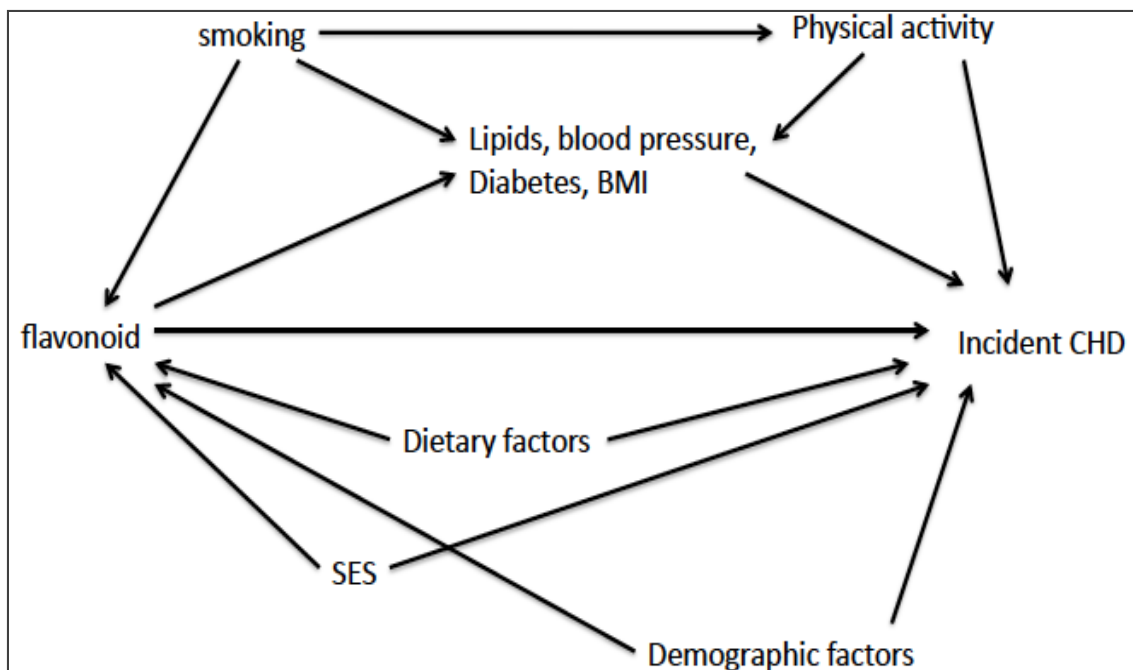 smoking
Physical activity
Lipids, blood pressure,
Diabetes, BMI
flavonoid
Incident CHD
Dietary factors
SES
Demographic factors